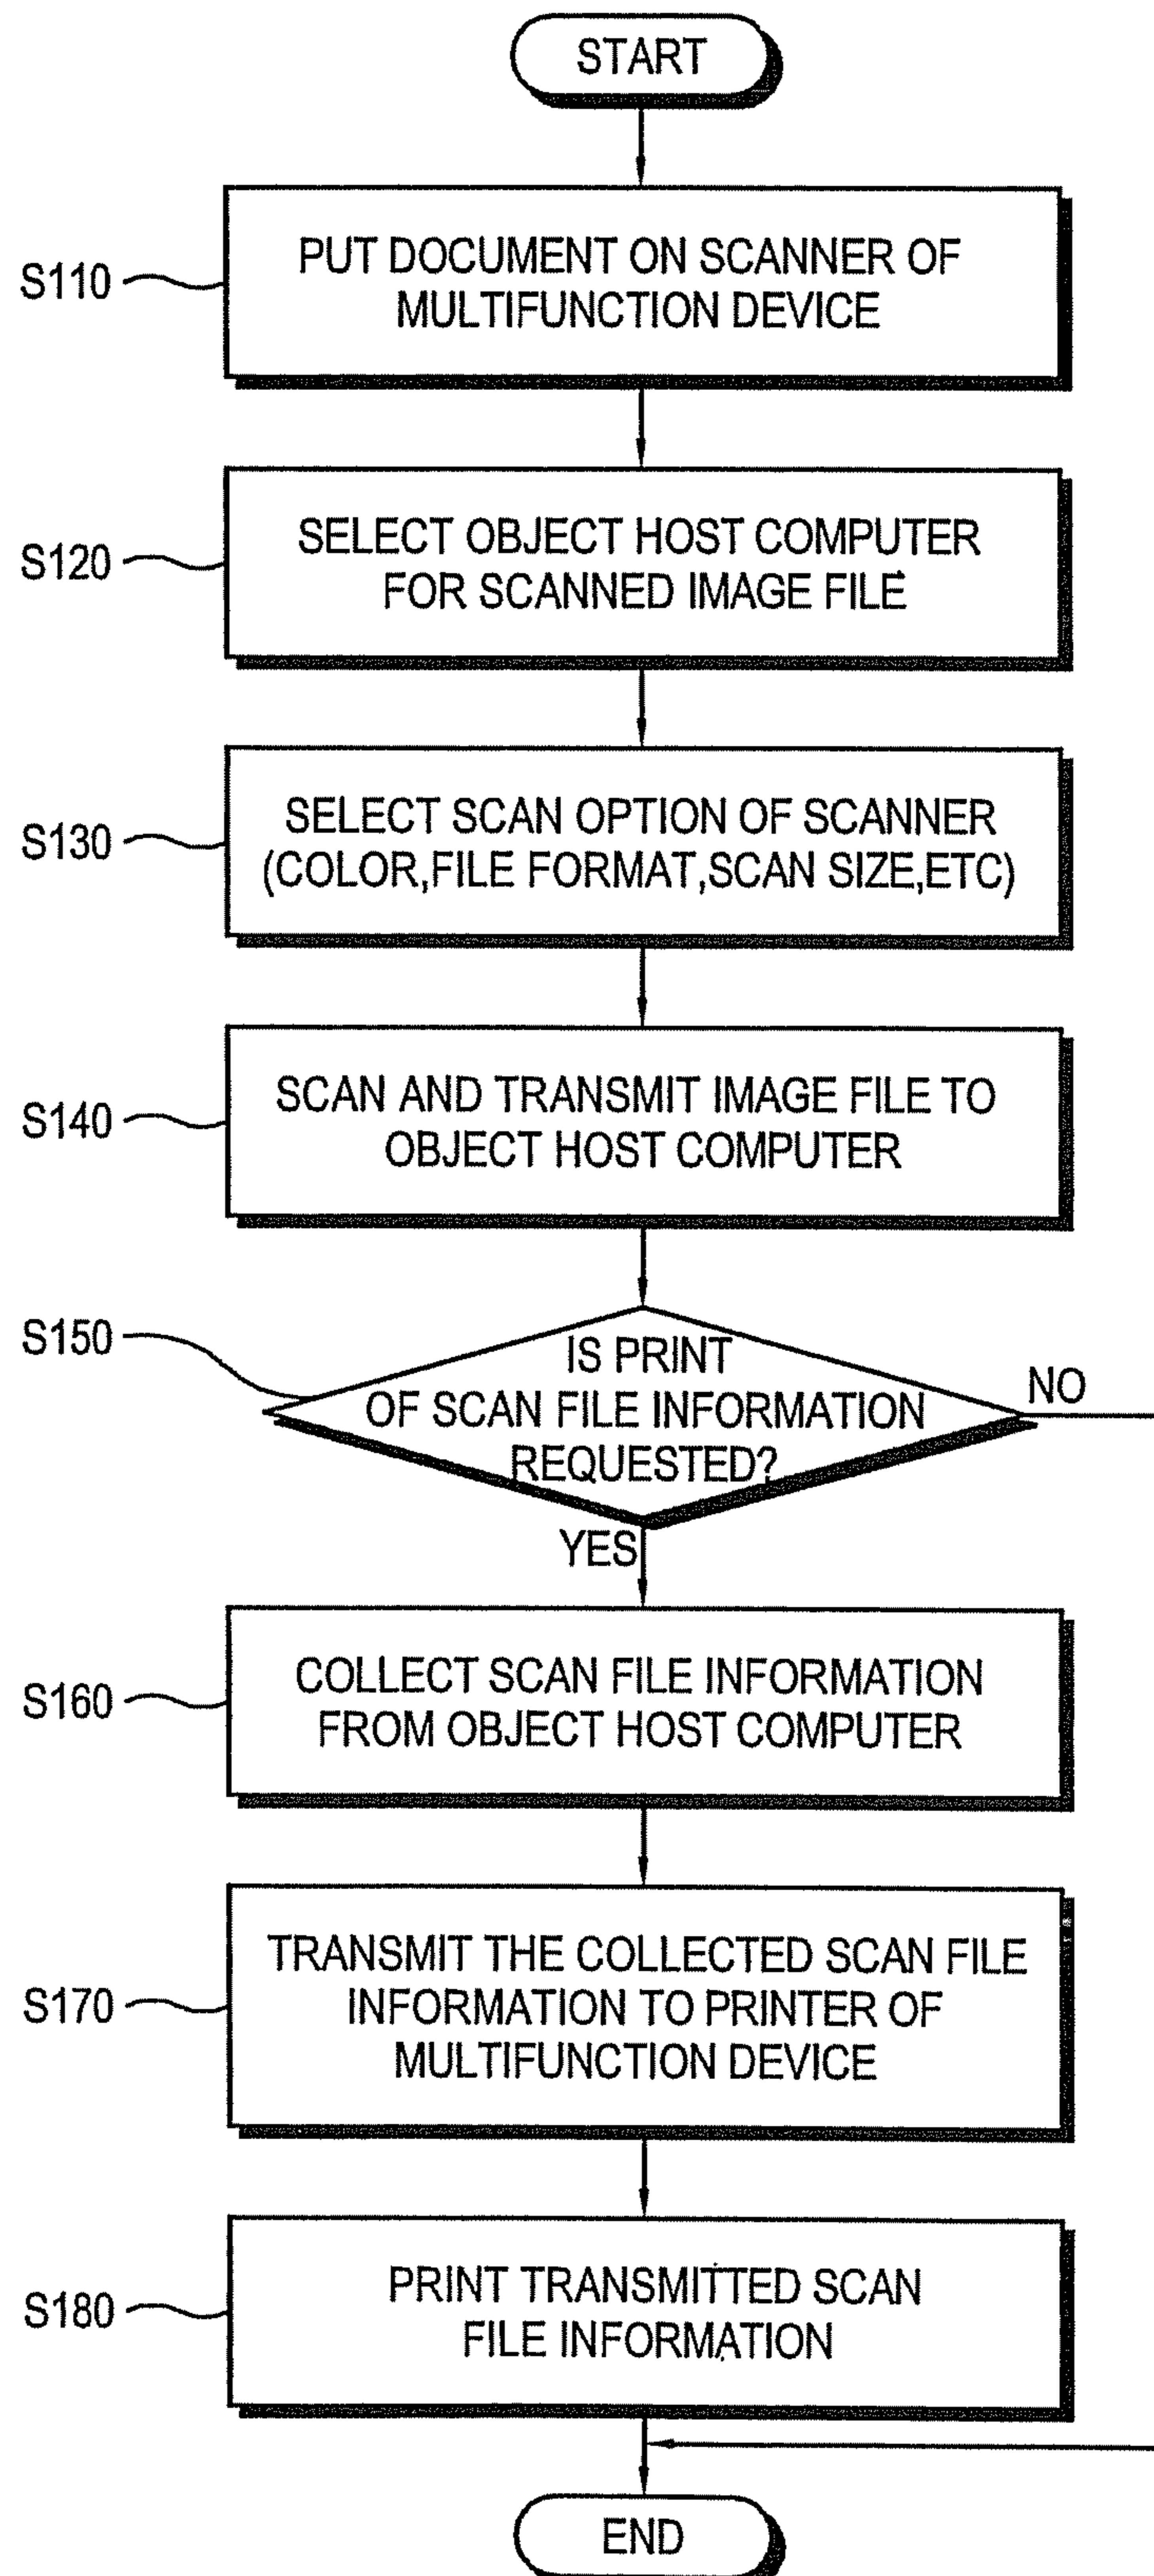 START
S110
PUT DOCUMENT ON SCANNER OF
MULTIFUNCTION DEVICE
S120
SELECT OBJECT HOST COMPUTER
FOR SCANNED IMAGE FILE
S130
SELECT SCAN OPTION OF SCANNER
(COLOR,FILE FORMAT,SCAN SIZE,ETC)
S140
SCAN AND TRANSMIT IMAGE FILE TO
OBJECT HOST COMPUTER
S150
IS PRINT
OF SCAN FILE INFORMATION
REQUESTED?
NO
YES
S160
COLLECT SCAN FILE INFORMATION
FROM OBJECT HOST COMPUTER
S170
TRANSMIT THE COLLECTED SCAN FILE
INFORMATION TO PRINTER OF
MULTIFUNCTION DEVICE
S180
PRINT TRANSMITTED SCAN
FILE INFORMATION
END